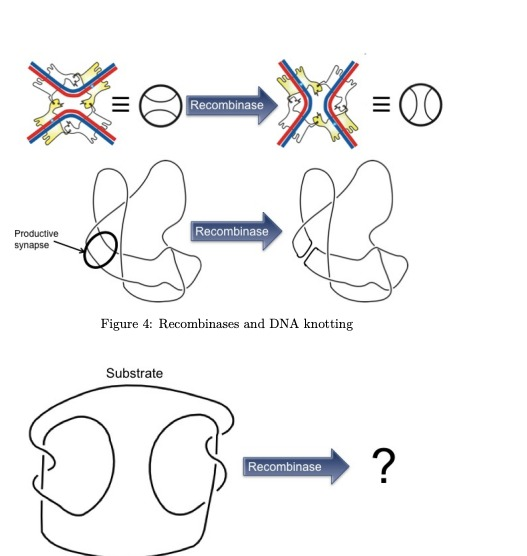 ≡
Recombinase
≡
Productive
synapse
Recombinase
Figure 4: Recombinases and DNA knotting
Substrate
Recombinase
?